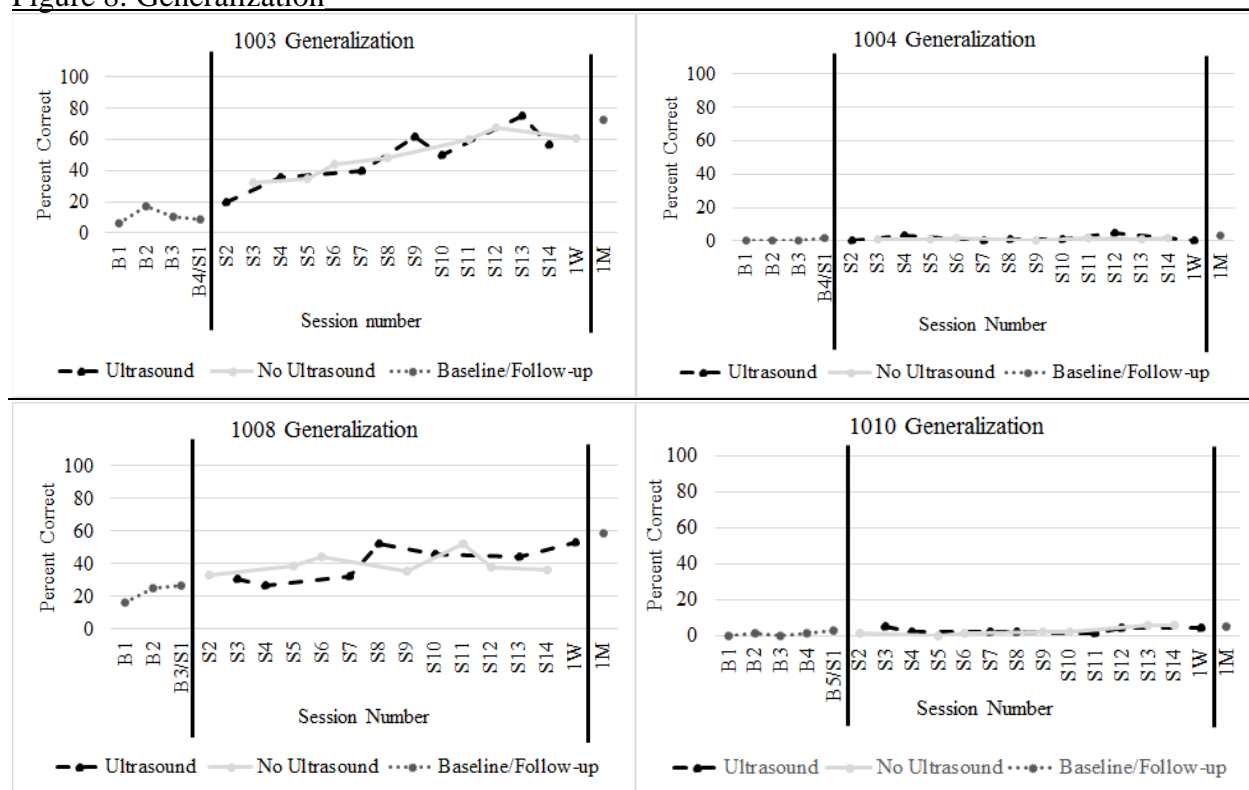 Figure 8: Generalization
1003 Generalization
Percent Correct
100
80
60
40
20
0
B1 B2 B3 B4/S1 S2 S3 S4 S5 S6 S7 S8 S9 S10 S11 S12 S13 S14 1W 1M
Session number
Ultrasound No Ultrasound Baseline/Follow-up
1004 Generalization
Percent Correct
100
80
60
40
20
0
B1 B2 B3 B4/S1 S2 S3 S4 S5 S6 S7 S8 S9 S10 S11 S12 S13 S14 1W 1M
Session Number
Ultrasound No Ultrasound Baseline/Follow-up
1008 Generalization
Percent Correct
100
80
60
40
20
0
B1 B2 B3/S1 S2 S3 S4 S5 S6 S7 S8 S9 S10 S11 S12 S13 S14 1W 1M
Session Number
Ultrasound No Ultrasound Baseline/Follow-up
1010 Generalization
Percent Correct
100
80
60
40
20
0
B1 B2 B3 B4 B5/S1 S2 S3 S4 S5 S6 S7 S8 S9 S10 S11 S12 S13 S14 1W 1M
Session Number
Ultrasound No Ultrasound Baseline/Follow-up